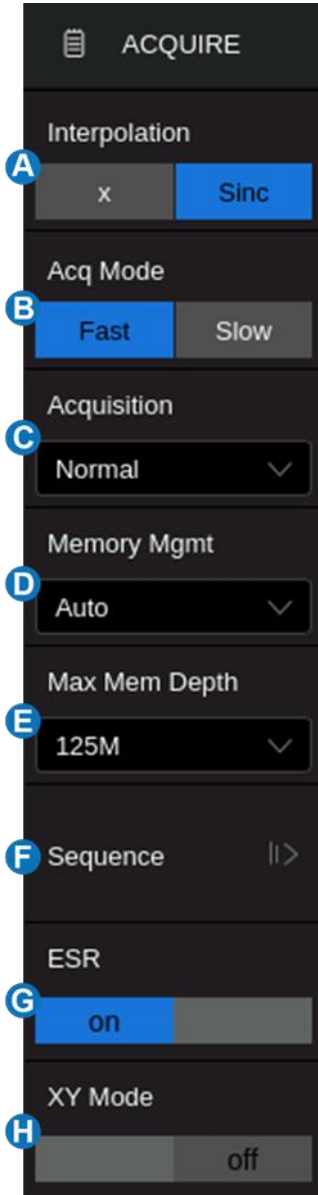 ACQUIRE
Interpolation
A
x Sinc
Acq Mode
B
Fast Slow
Acquisition
C
Normal
Memory Mgmt
D
Auto
Max Mem Depth
E
125M
F Sequence
ESR
G
on
XY Mode
H
off